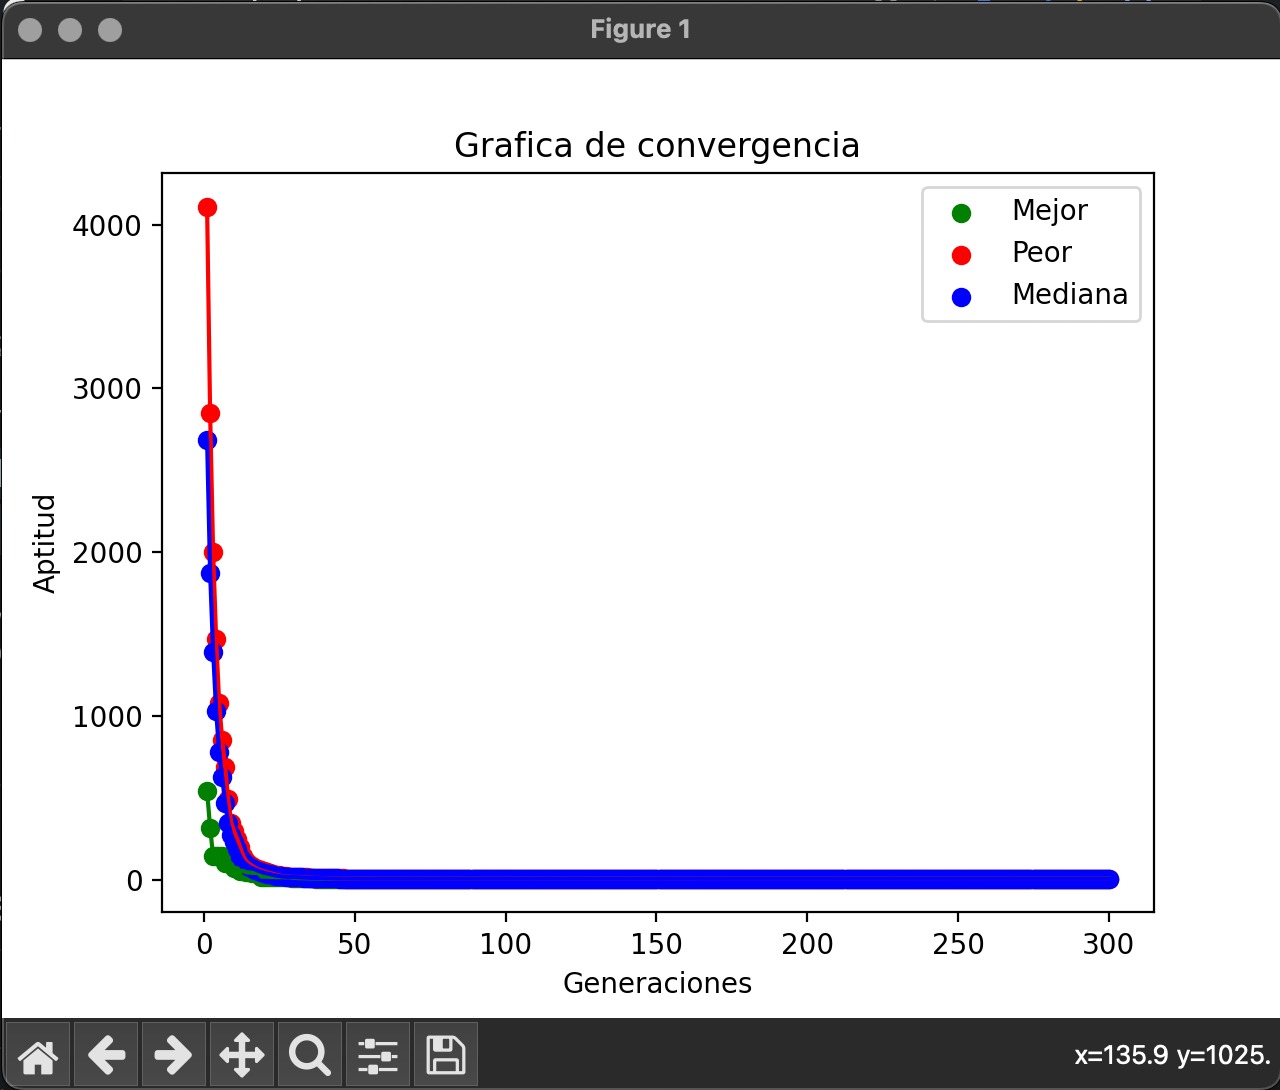 Figure 1
Grafica de convergencia
Mejor
Peor
Mediana
Aptitud
4000
3000
2000
1000
0
0 50 100 150 200 250 300
Generaciones
x=135.9 y=1025.